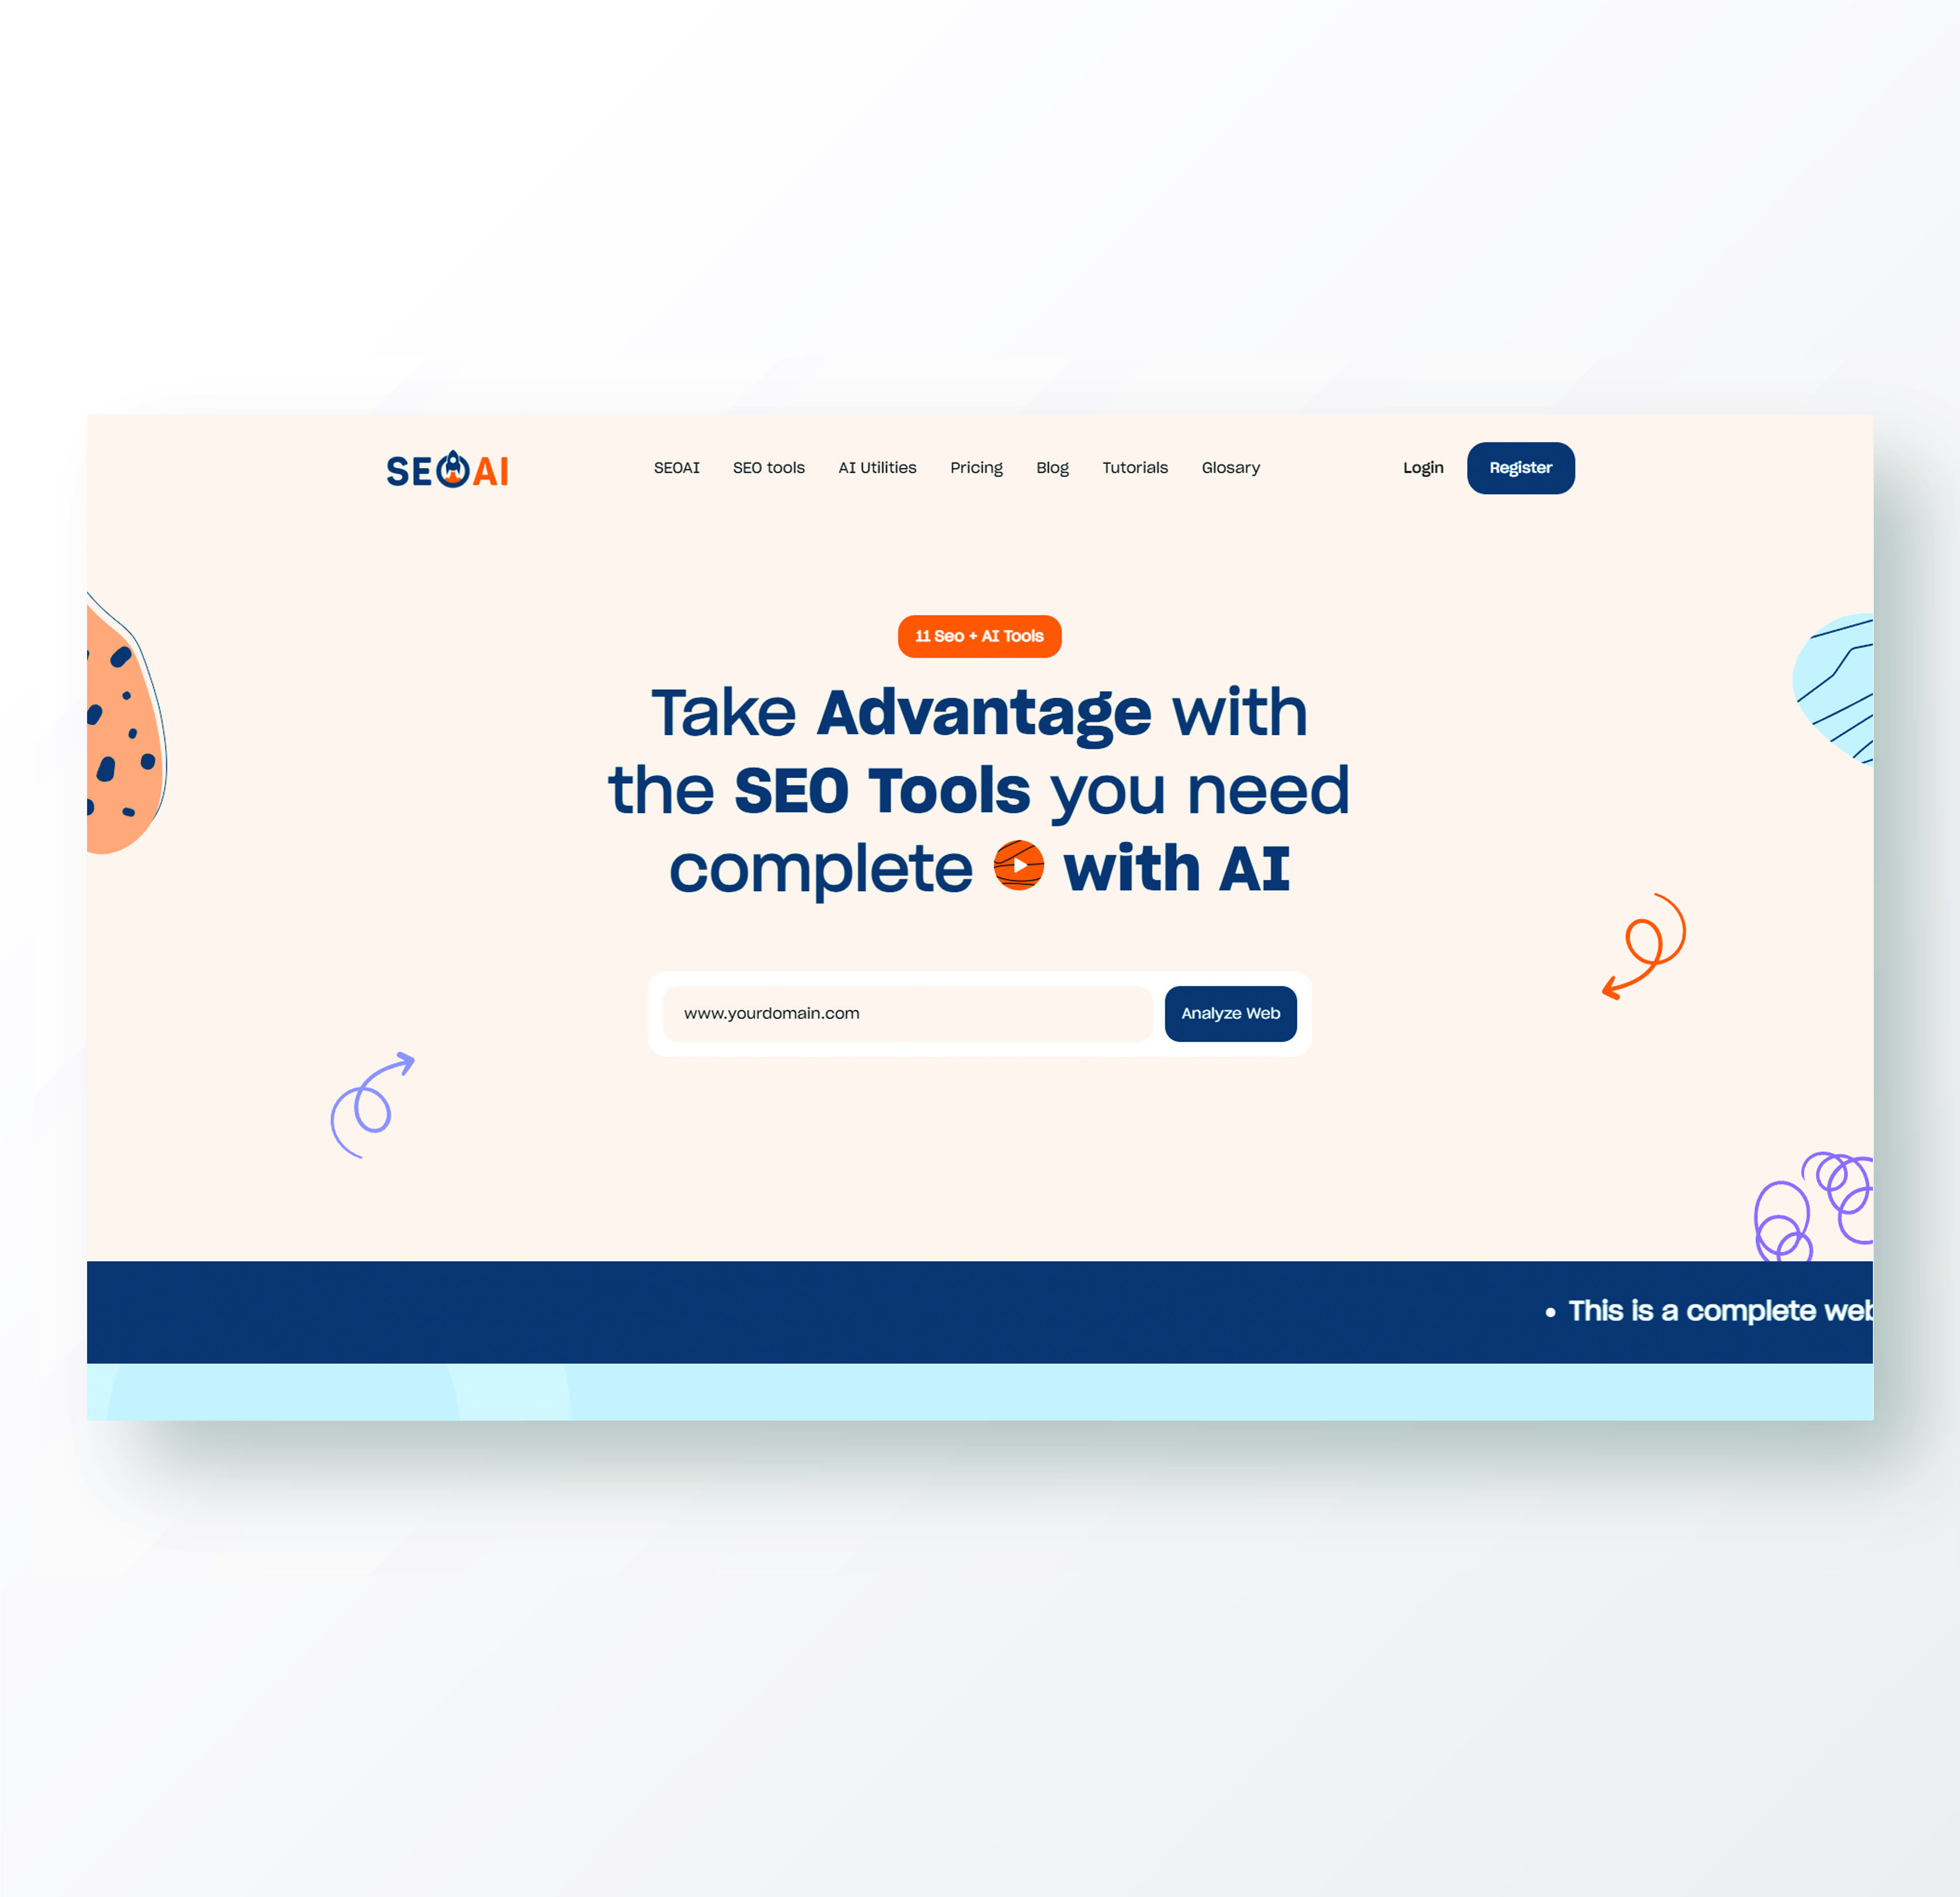 SEOAI
SEOAI SEO tools AI Utilities Pricing Blog Tutorials Glosary
Login Register
11 Seo + AI Tools
Take Advantage with
the SEO Tools you need
complete with AI
www.yourdomain.com
Analyze Web
• This is a complete web